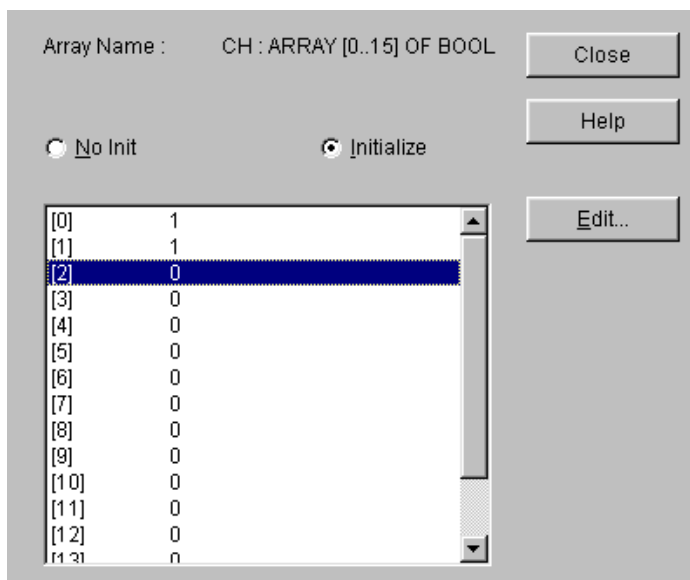 Array Name : CH : ARRAY [0..15] OF BOOL
Close
Help
No Init Initialize
Edit...
[0] 1
[1] 1
[2] 0
[3] 0
[4] 0
[5] 0
[6] 0
[7] 0
[8] 0
[9] 0
[10] 0
[11] 0
[12] 0
[13] 0